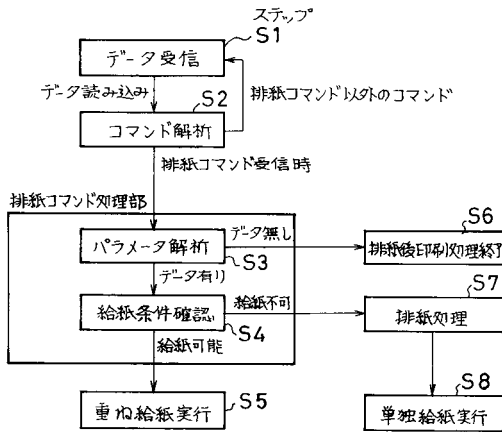 ステップ
S1
データ受信
データ読み込み
S2
排紙コマンド以外のコマンド
コマンド解析
排紙コマンド受信時
排紙コマンド処理部
パラメータ解析
データ無し
S3
S6
排紙後印刷処理終了
データ有り
S7
給紙条件確認
給紙不可
S4
排紙処理
給紙可能
S5
重ね給紙実行
S8
単独給紙実行